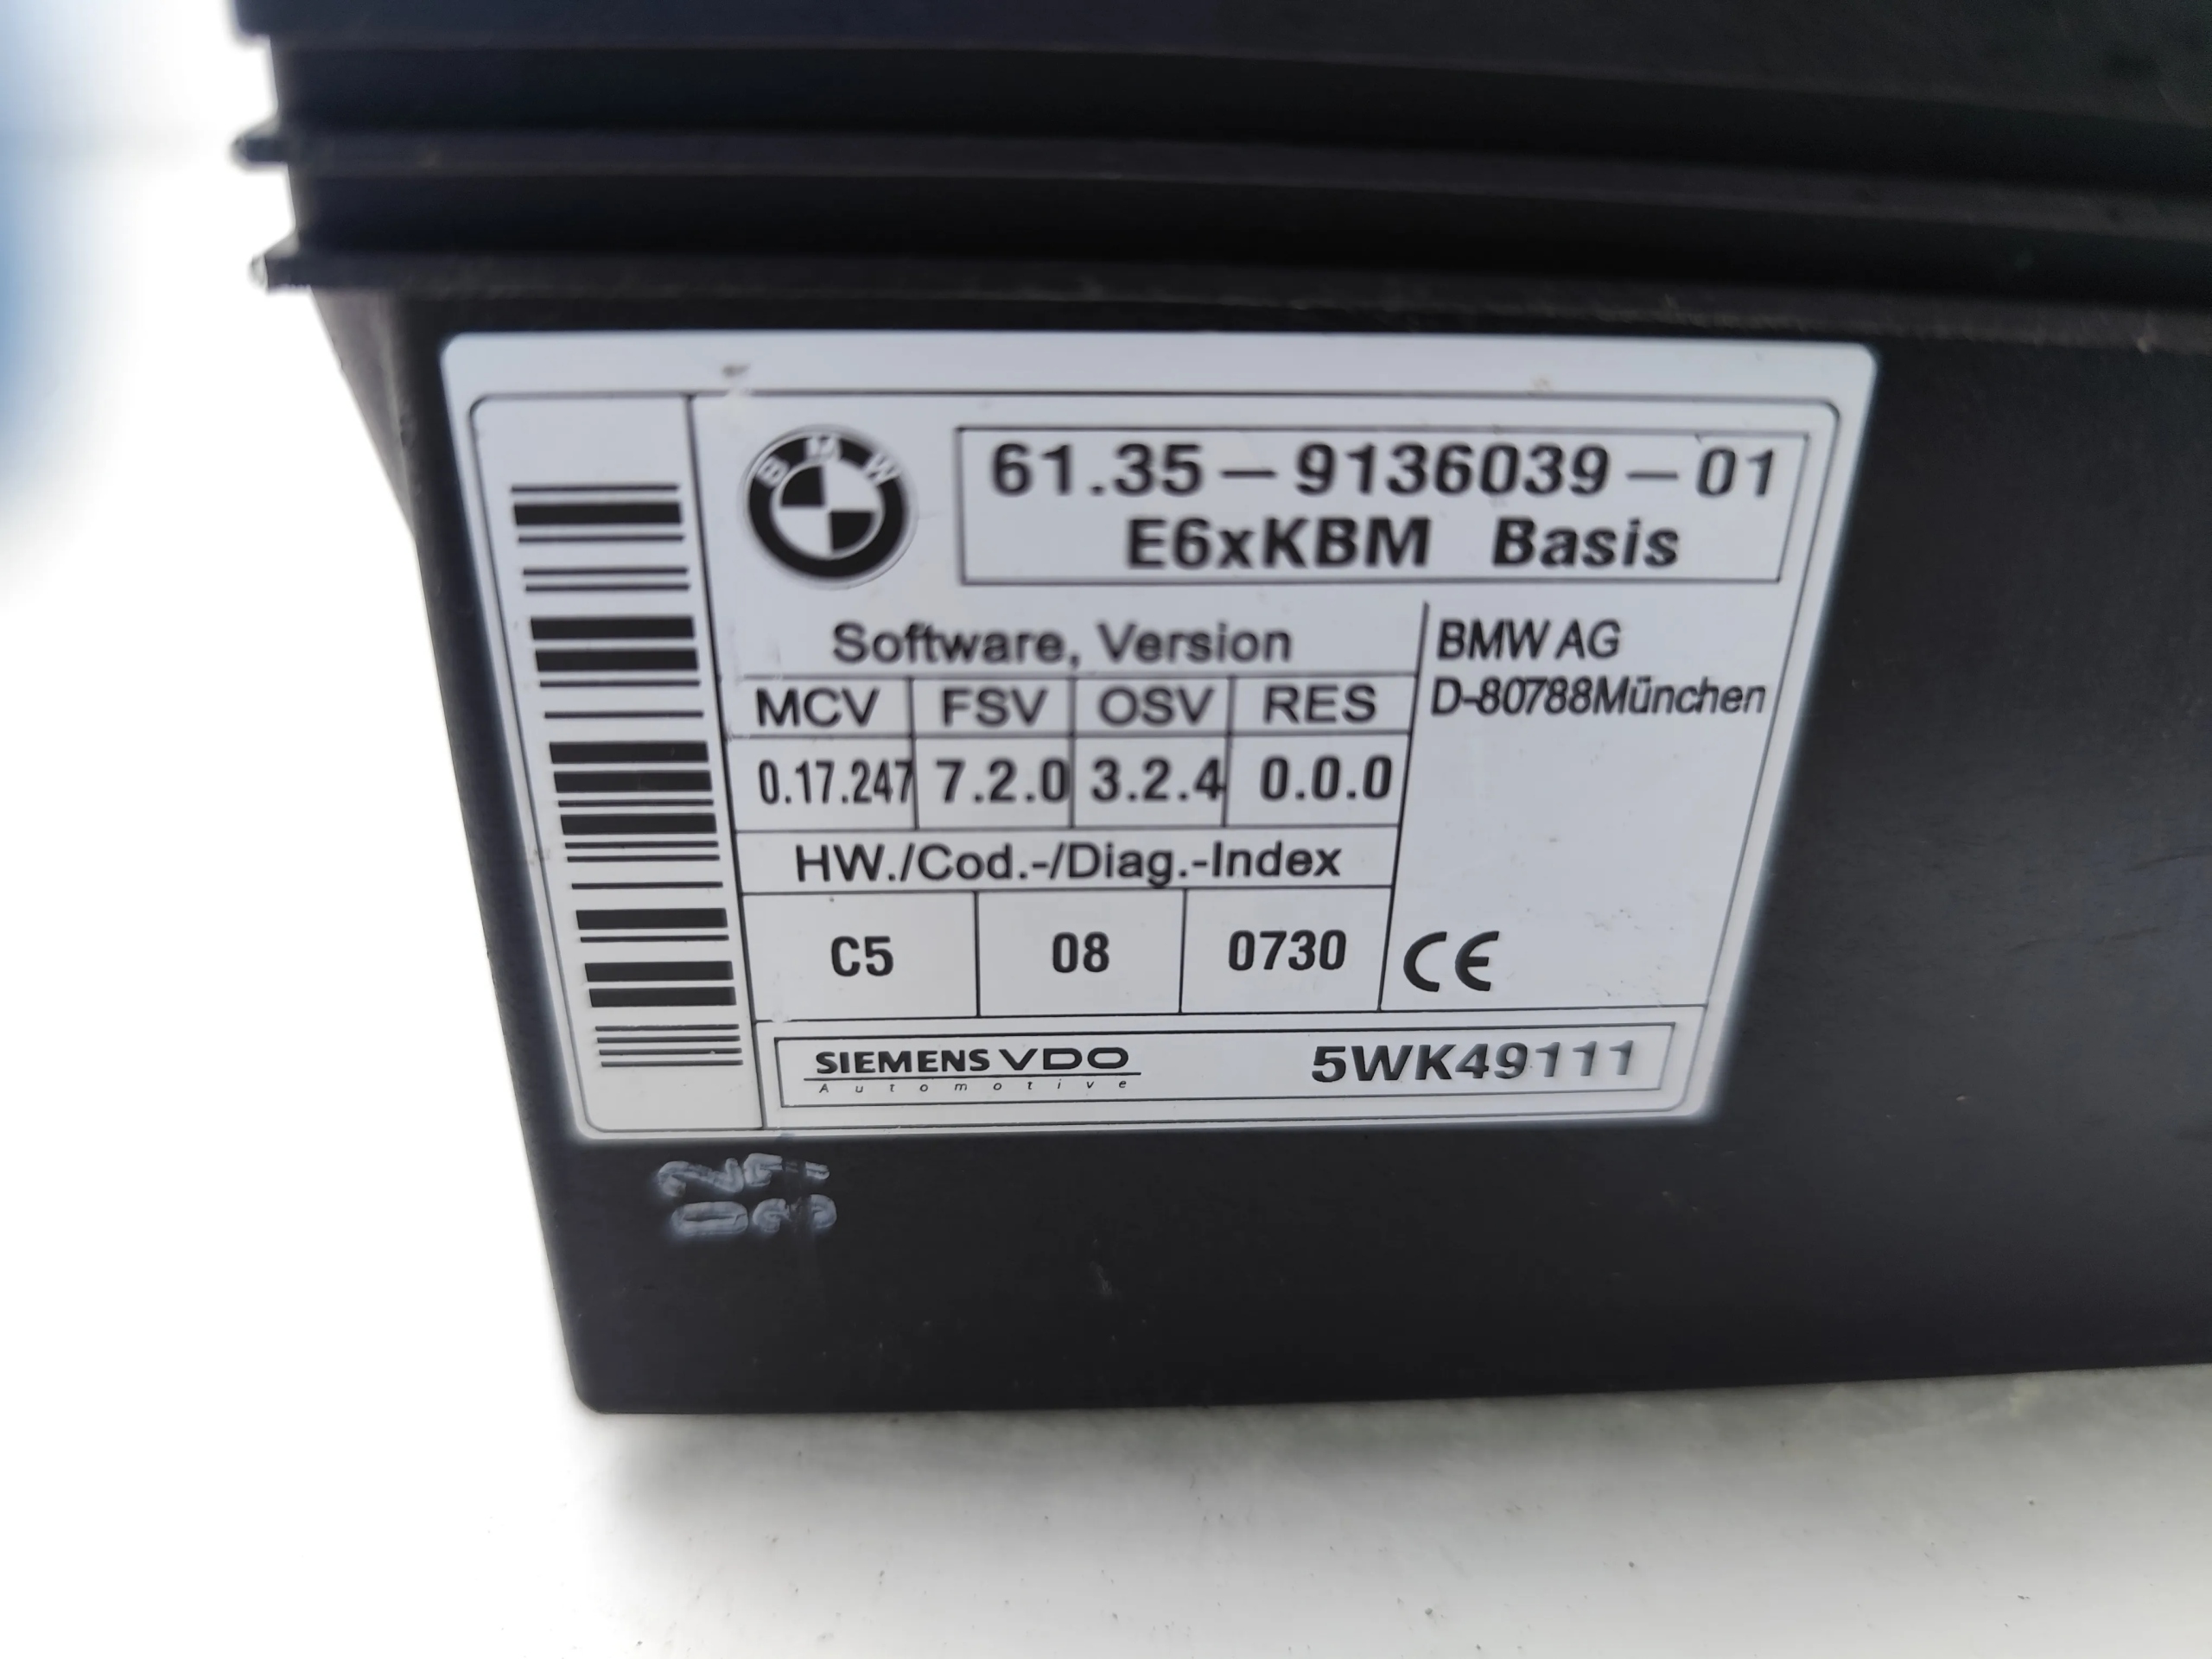 BMW
61.35-9136039-01
E6xKBM Basis
Software, Version
BMW AG
D-80788München
MCV FSV OSV RES
0.17.247 7.2.0 3.2.4 0.0.0
HW./Cod.-/Diag.-Index
C5 08 0730
CE
SIEMENS VDO
Automotive
5WK49111
02